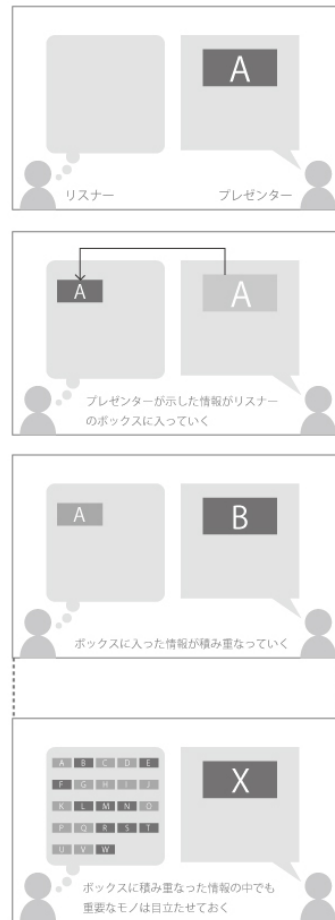 A
リスナー
プレゼンター
A
A
プレゼンターが示した情報がリスナー
のボックスに入っていく
A
B
ボックスに入った情報が積み重なっていく
A B C D E
F G H I J
K L M N O
P Q R S T
U V W
X
ボックスに積み重なった情報の中でも
重要なモノは目立たせておく